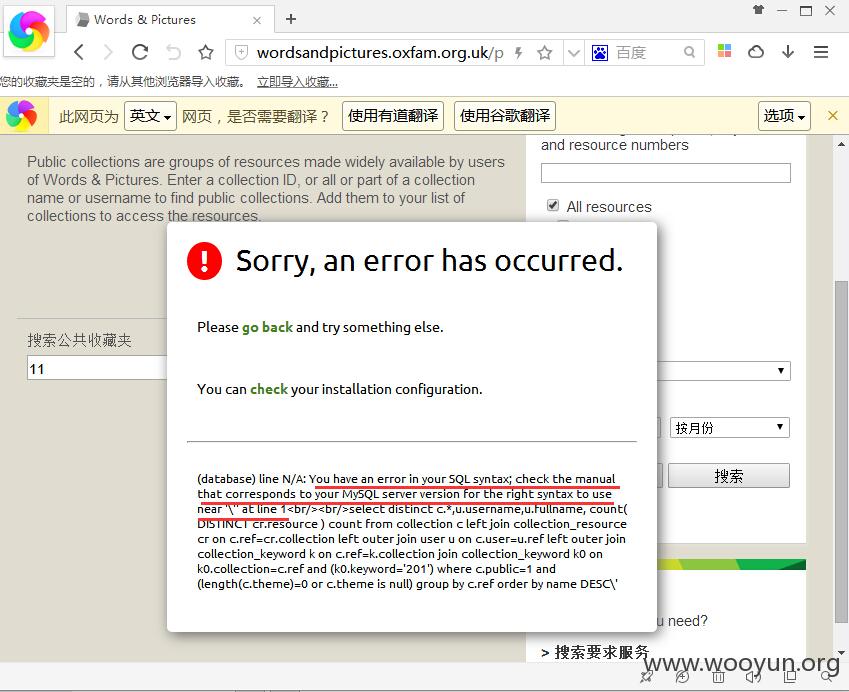 Words & Pictures
wordsandpictures.oxfam.org.uk/p
百度
您的收藏夹是空的，请从其他浏览器导入收藏。 立即导入收藏...
此网页为 英文 网页，是否需要翻译？ 使用有道翻译 使用谷歌翻译 选项
Public collections are groups of resources made widely available by users
of Words & Pictures. Enter a collection ID, or all or part of a collection
name or username to find public collections. Add them to your list of
collections to access the resources.
and resource numbers
All resources
搜索公共收藏夹
11
按月份
搜索
Sorry, an error has occurred.
Please go back and try something else.
You can check your installation configuration.
(database) line N/A: You have an error in your SQL syntax; check the manual
that corresponds to your MySQL server version for the right syntax to use
near '\'' at line 1<br/><br/>select distinct c.*,u.username,u.fullname, count(
DISTINCT cr.resource ) count from collection c left join collection_resource
cr on c.ref=cr.collection left outer join user u on c.user=u.ref left outer join
collection_keyword k on c.ref=k.collection join collection_keyword k0 on
k0.collection=c.ref and (k0.keyword='201') where c.public=1 and
(length(c.theme)=0 or c.theme is null) group by c.ref order by name DESC\'
need?
> 搜索要求服务
www.wooyun.org